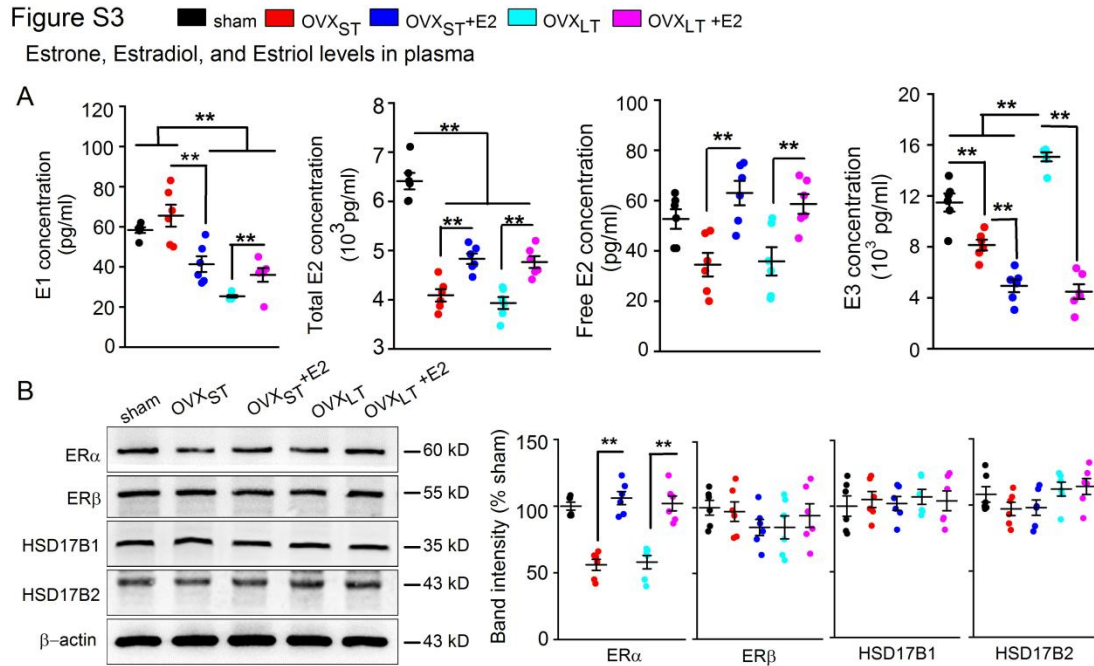 Figure S3
sham OVXST OVXST+E2 OVXLT OVXLT +E2
Estrone, Estradiol, and Estriol levels in plasma
A
E1 concentration
(pg/ml)
120
100
80
60
40
20
0
**
**
**
Total E2 concentration
(10³ pg/ml)
7
6
5
4
3
**
**
**
Free E2 concentration
(pg/ml)
100
80
60
40
20
0
**
**
E3 concentration
(10³ pg/ml)
20
16
12
8
4
0
**
**
**
**
B
sham OVXST OVXST+E2 OVXLT OVXLT+E2
ERα 60 kD
ERβ 55 kD
HSD17B1 35 kD
HSD17B2 43 kD
β-actin 43 kD
Band intensity (% sham)
150
100
50
0
** **
ERα ERβ HSD17B1 HSD17B2